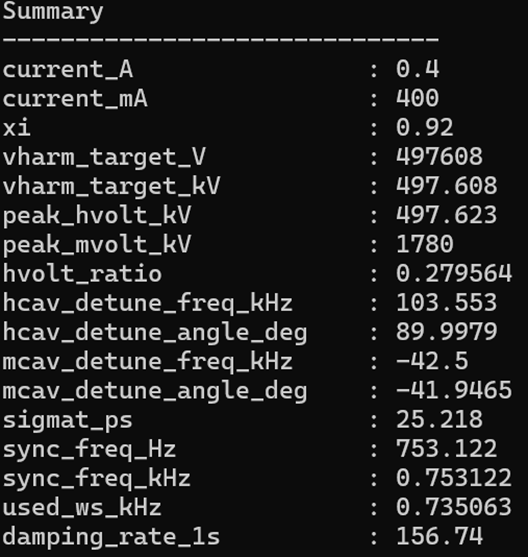 Summary
------------------------------
current_A : 0.4
current_mA : 400
xi : 0.92
vharm_target_V : 497608
vharm_target_kV : 497.608
peak_hvolt_kV : 497.623
peak_mvolt_kV : 1780
hvolt_ratio : 0.279564
hcav_detune_freq_kHz : 103.553
hcav_detune_angle_deg : 89.9979
mcav_detune_freq_kHz : -42.5
mcav_detune_angle_deg : -41.9465
sigmat_ps : 25.218
sync_freq_Hz : 753.122
sync_freq_kHz : 0.753122
used_ws_kHz : 0.735063
damping_rate_1s : 156.74